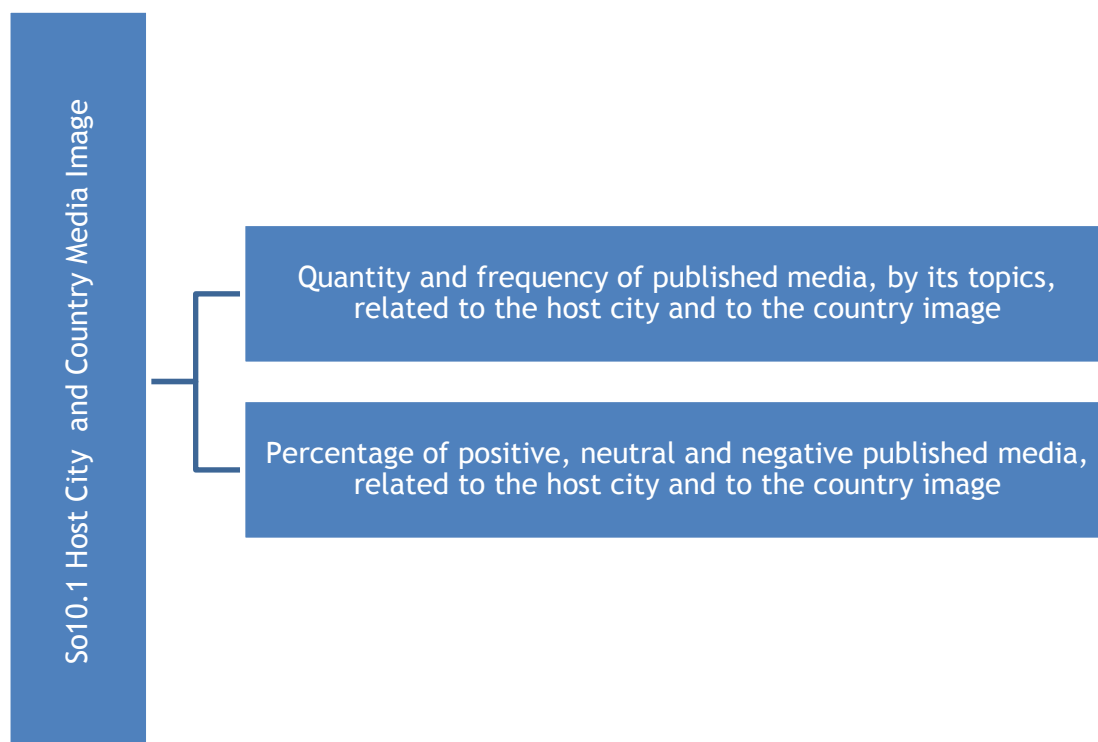 So10.1 Host City  and Country Media Image
Quantity and frequency of published media, by its topics,
related to the host city and to the country image
Percentage of positive, neutral and negative published media,
related to the host city and to the country image